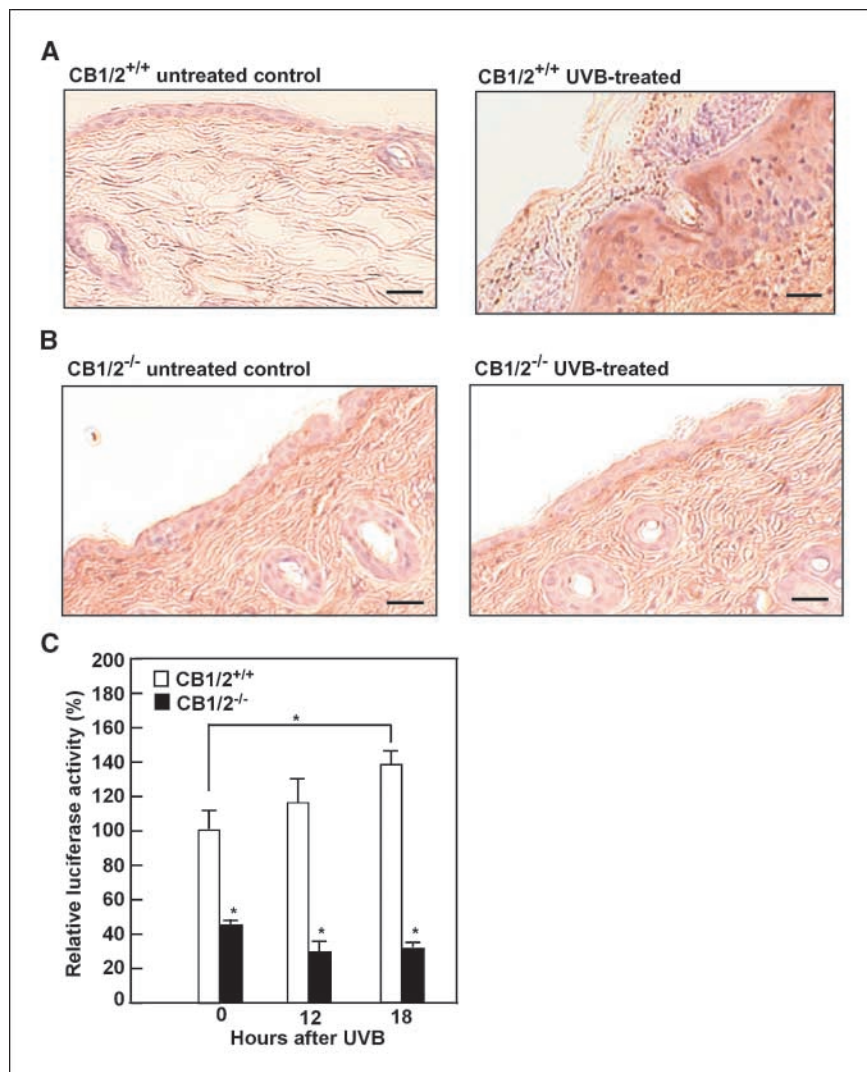 A
CB1/2+/+ untreated control
CB1/2+/+ UVB-treated
B
CB1/2-/- untreated control
CB1/2-/- UVB-treated
C
200
180
160
140
120
100
80
60
40
20
0
Relative luciferase activity (%)
CB1/2+/+
CB1/2-/-
*
*
*
*
0
12
18
Hours after UVB